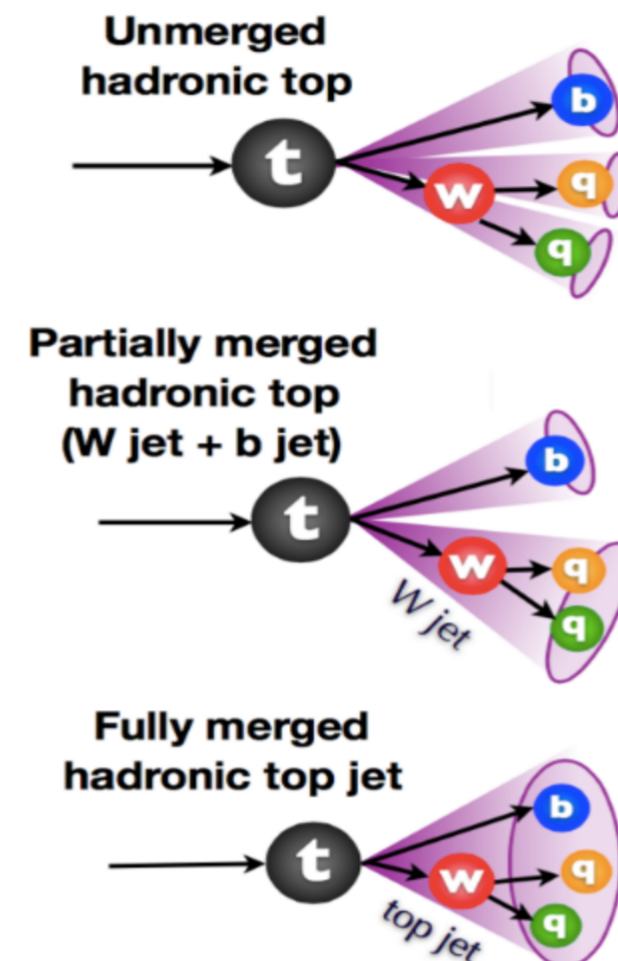 Unmerged
hadronic top
t
b
W
q
q
Partially merged
hadronic top
(W jet + b jet)
t
b
W
q
q
W jet
Fully merged
hadronic top jet
t
b
W
q
q
top jet